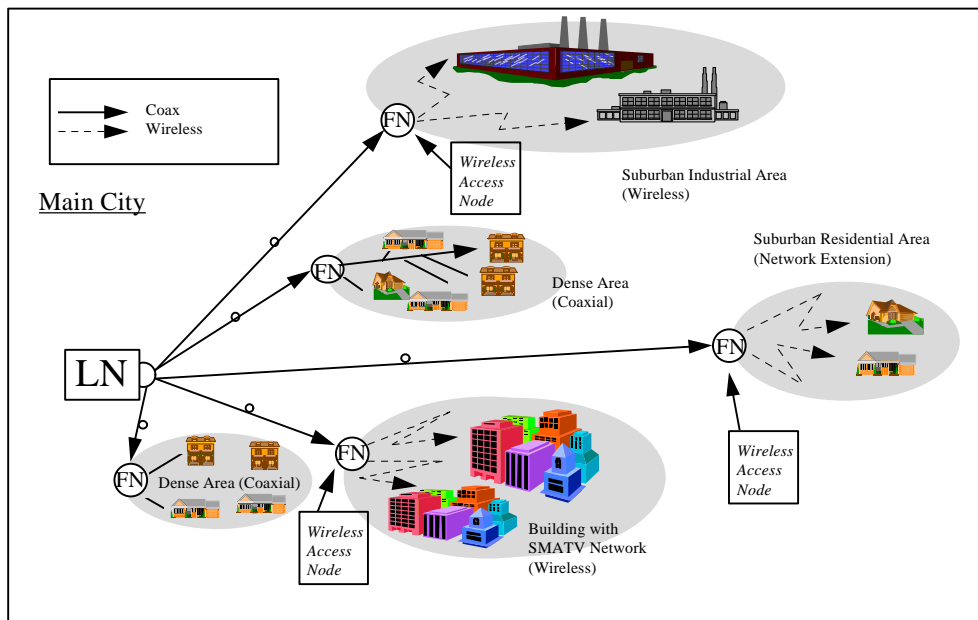 Coax
Wireless
Main City
FN
Wireless
Access
Node
Suburban Industrial Area
(Wireless)
FN
Dense Area
(Coaxial)
Suburban Residential Area
(Network Extension)
FN
Wireless
Access
Node
LN
FN
Dense Area (Coaxial)
FN
Wireless
Access
Node
Building with
SMATV Network
(Wireless)